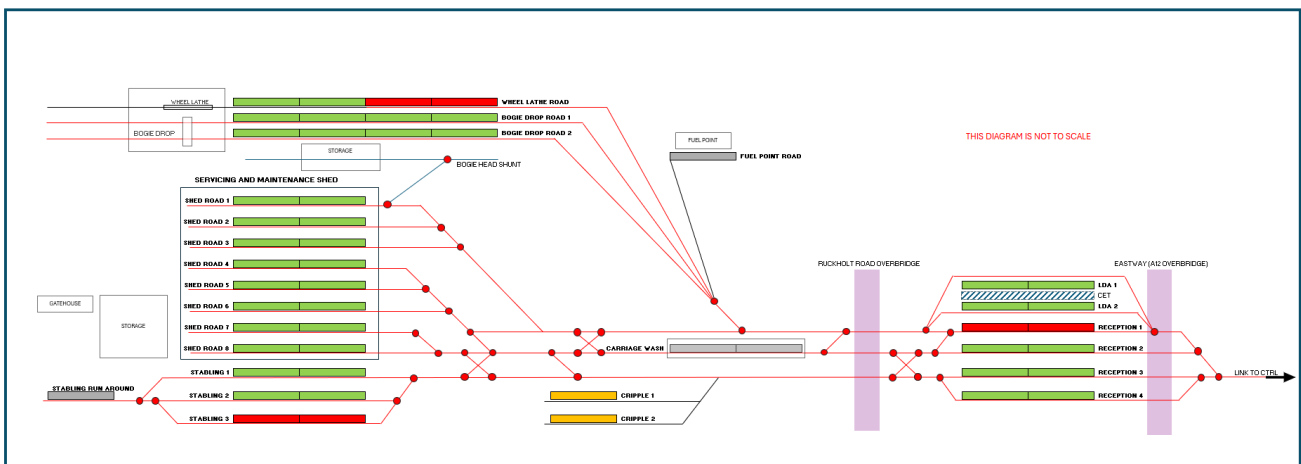 WHEEL LATHE
WHEEL LATHE ROAD
BOGIE DROP ROAD 1
BOGIE DROP
BOGIE DROP ROAD 2
FUEL POINT
THIS DIAGRAM IS NOT TO SCALE
STORAGE
FUEL POINT ROAD
BOGIE HEAD SHUNT
SERVICING AND MAINTENANCE SHED
SHED ROAD 1
SHED ROAD 2
SHED ROAD 3
SHED ROAD 4
RUCKHOLT ROAD OVERBRIDGE
EASTWAY (A12 OVERBRIDGE)
SHED ROAD 5
LDA 1
CET
GATEHOUSE
SHED ROAD 6
LDA 2
STORAGE
SHED ROAD 7
RECEPTION 1
SHED ROAD 8
CARRIAGE WASH
RECEPTION 2
STABLING 1
RECEPTION 3
LINK TO CTRL
STABLING RUN AROUND
STABLING 2
CRIPPLE 1
RECEPTION 4
STABLING 3
CRIPPLE 2